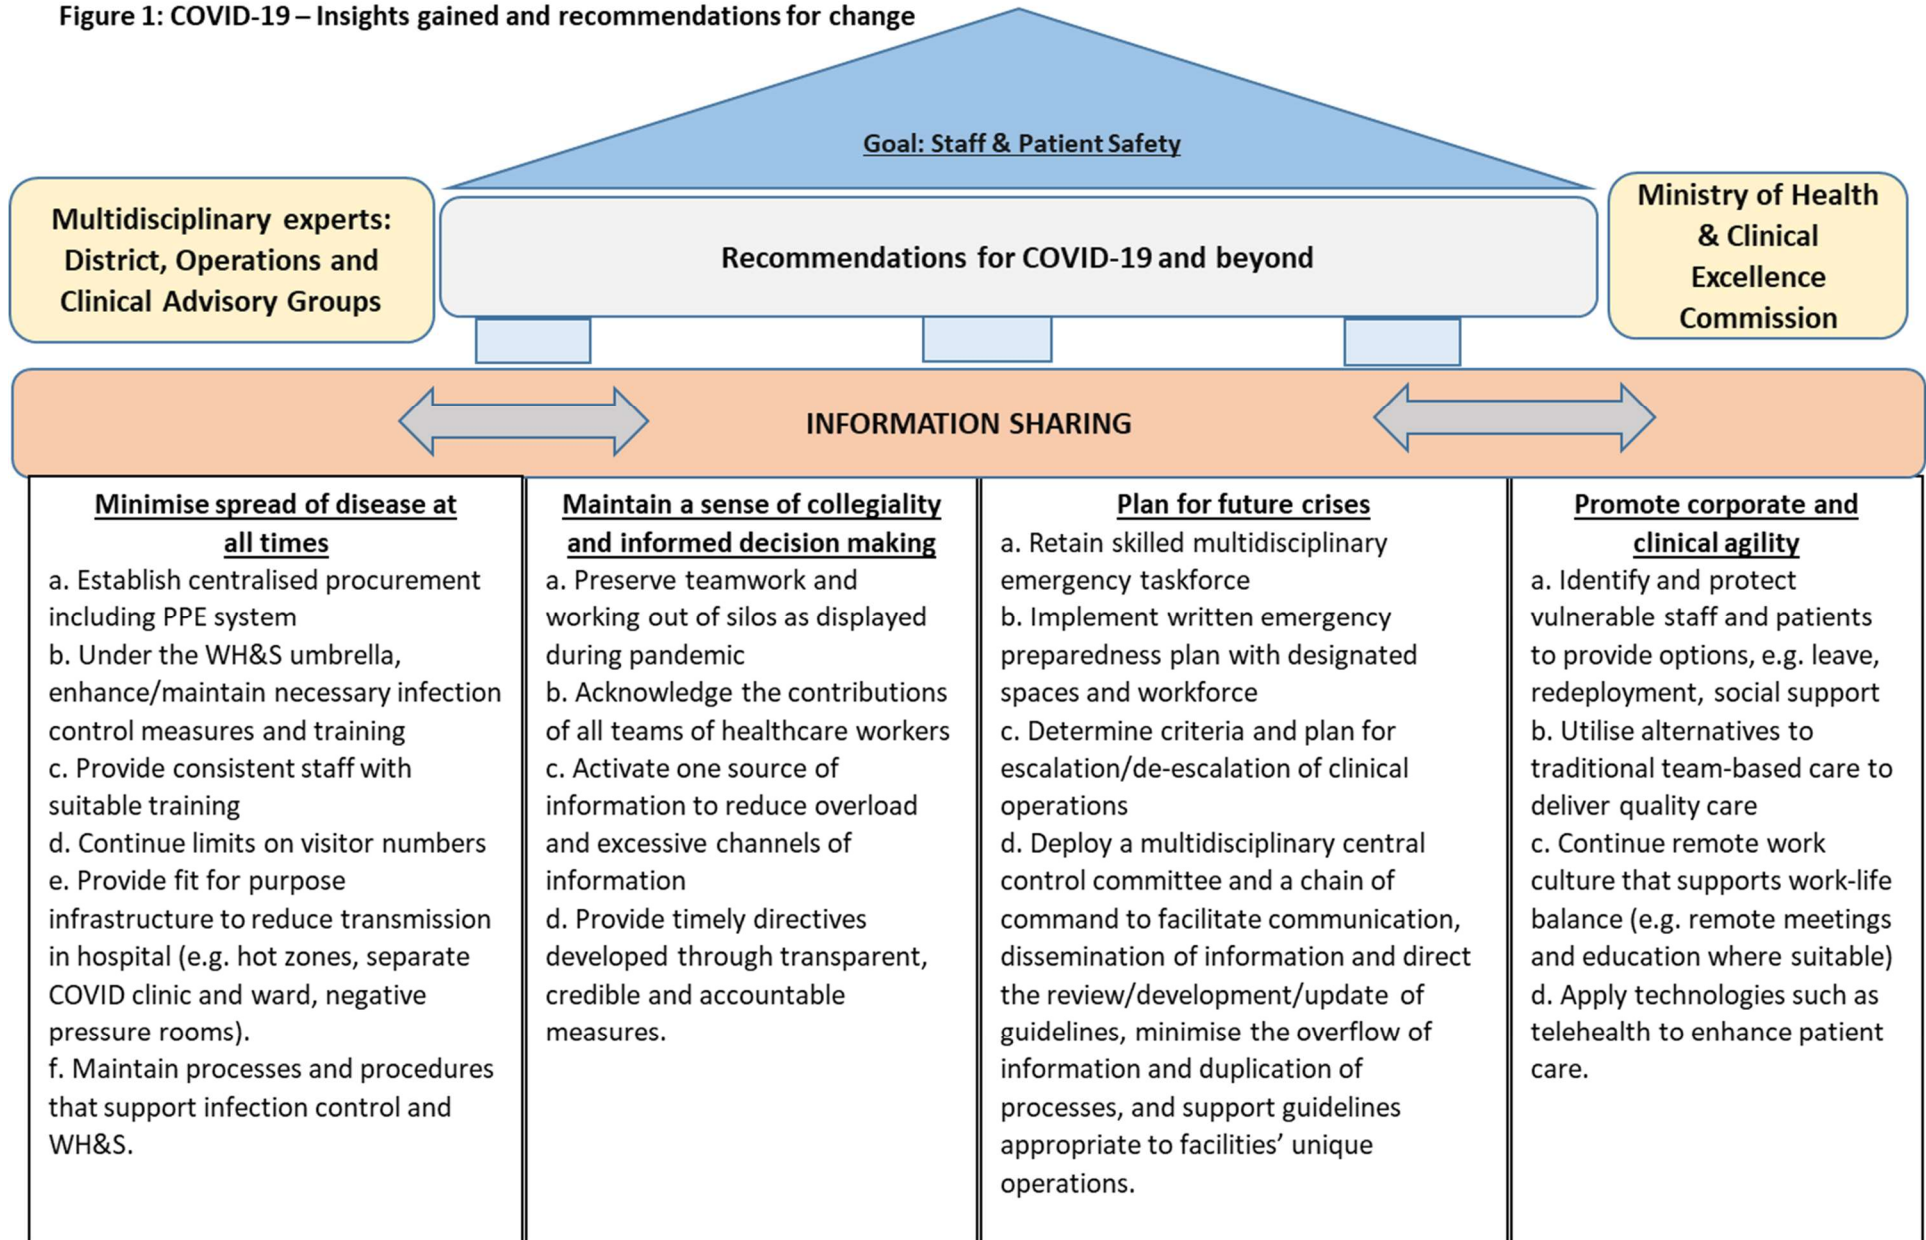 Figure 1: COVID-19 – Insights gained and recommendations for change
Goal: Staff & Patient Safety
Multidisciplinary experts:
District, Operations and
Clinical Advisory Groups
Recommendations for COVID-19 and beyond
Ministry of Health
& Clinical
Excellence
Commission
INFORMATION SHARING
Minimise spread of disease at
all times
a. Establish centralised procurement
including PPE system
b. Under the WH&S umbrella,
enhance/maintain necessary infection
control measures and training
c. Provide consistent staff with
suitable training
d. Continue limits on visitor numbers
e. Provide fit for purpose
infrastructure to reduce transmission
in hospital (e.g. hot zones, separate
COVID clinic and ward, negative
pressure rooms).
f. Maintain processes and procedures
that support infection control and
WH&S.
Maintain a sense of collegiality
and informed decision making
a. Preserve teamwork and
working out of silos as displayed
during pandemic
b. Acknowledge the contributions
of all teams of healthcare workers
c. Activate one source of
information to reduce overload
and excessive channels of
information
d. Provide timely directives
developed through transparent,
credible and accountable
measures.
Plan for future crises
a. Retain skilled multidisciplinary
emergency taskforce
b. Implement written emergency
preparedness plan with designated
spaces and workforce
c. Determine criteria and plan for
escalation/de-escalation of clinical
operations
d. Deploy a multidisciplinary central
control committee and a chain of
command to facilitate communication,
dissemination of information and direct
the review/development/update of
guidelines, minimise the overflow of
information and duplication of
processes, and support guidelines
appropriate to facilities’ unique
operations.
Promote corporate and
clinical agility
a. Identify and protect
vulnerable staff and patients
to provide options, e.g. leave,
redeployment, social support
b. Utilise alternatives to
traditional team-based care to
deliver quality care
c. Continue remote work
culture that supports work-life
balance (e.g. remote meetings
and education where suitable)
d. Apply technologies such as
telehealth to enhance patient
care.